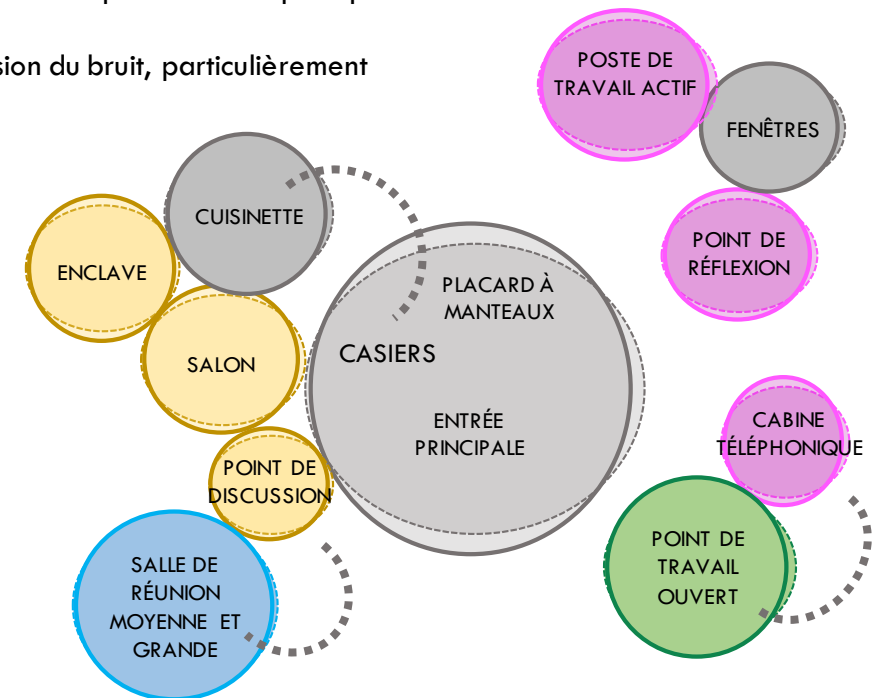 sion du bruit, particulièrement
POSTE DE
TRAVAIL ACTIF
FENÊTRES
CUISINETTE
POINT DE
RÉFLEXION
ENCLAVE
PLACARD À
MANTEAUX
CASIERS
SALON
ENTRÉE
PRINCIPALE
CABINE
TÉLÉPHONIQUE
POINT DE
DISCUSSION
POINT DE
TRAVAIL
OUVERT
SALLE DE
RÉUNION
MOYENNE ET
GRANDE